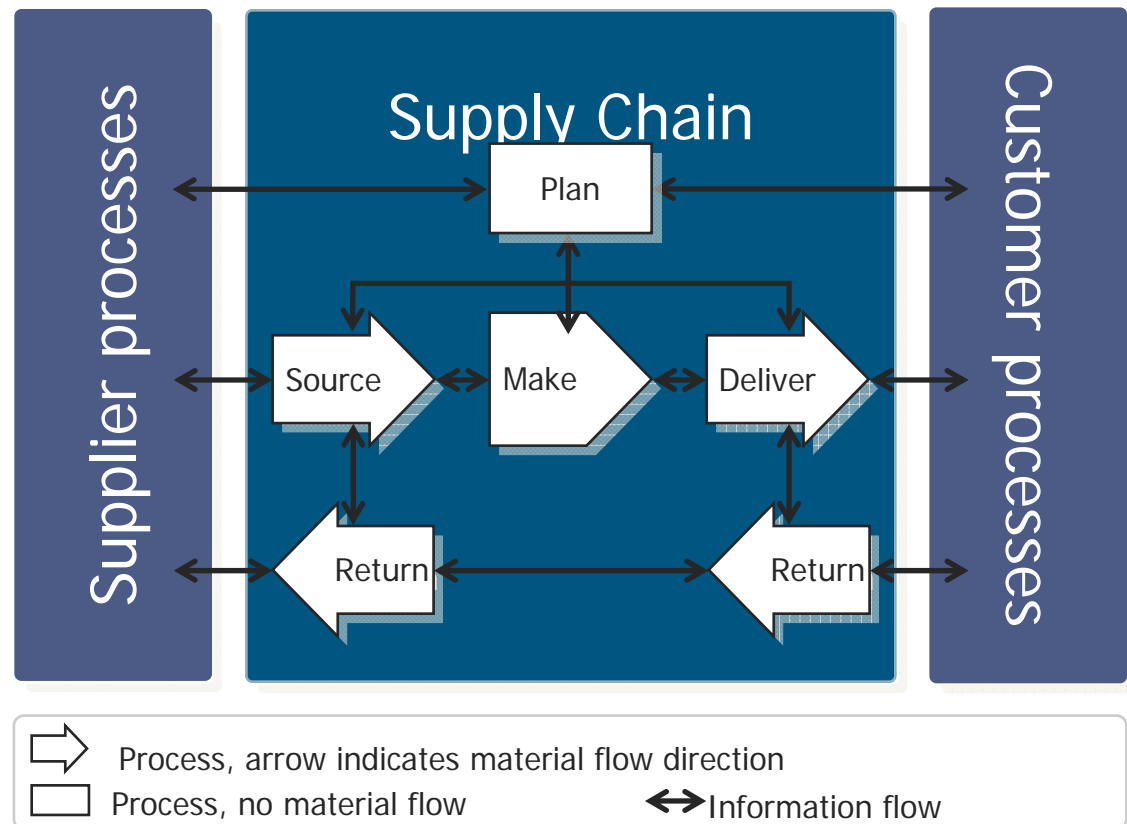 Supplier processes
Supply Chain
Customer processes
Plan
Source
Make
Deliver
Return
Return
Process, arrow indicates material flow direction
Process, no material flow
Information flow